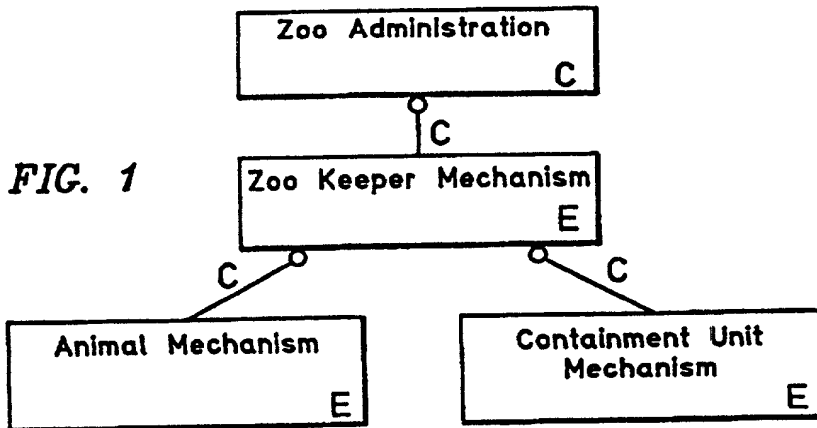 Zoo Administration
C
C
FIG. 1
Zoo Keeper Mechanism
E
C
C
Animal Mechanism
E
Containment Unit
Mechanism
E